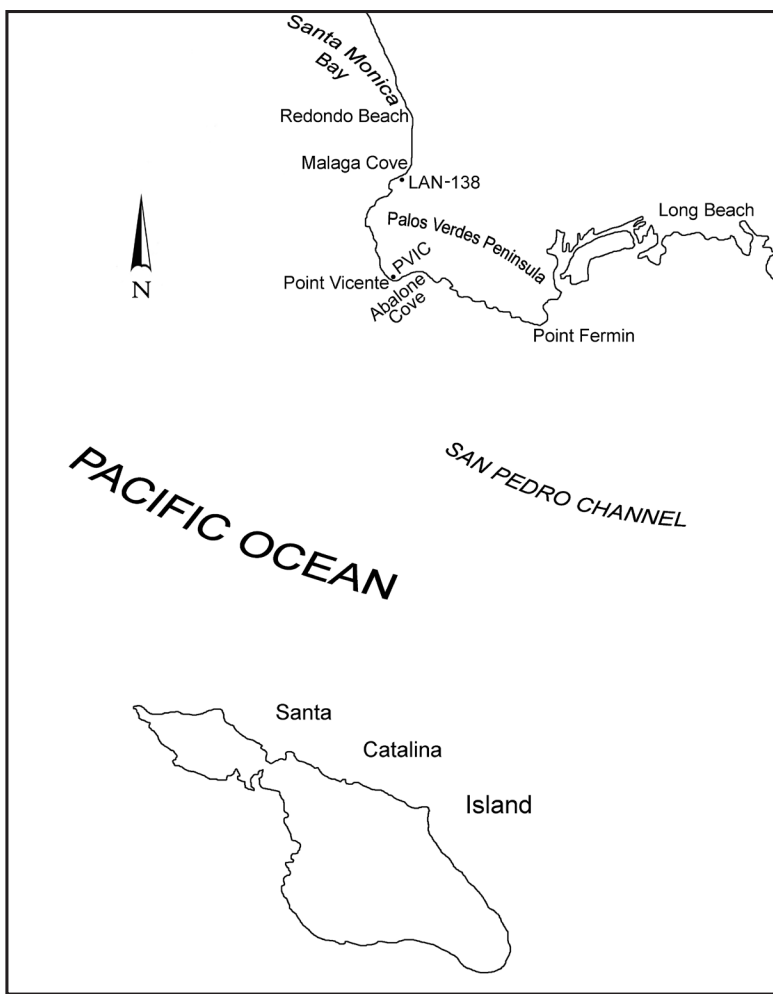 Santa Monica
Bay
Redondo Beach
Malaga Cove
LAN-138
Long Beach
Palos Verdes Peninsula
PVIC
Point Vicente
Abalone
Cove
N
Point Fermin
SAN PEDRO CHANNEL
PACIFIC OCEAN
Santa
Catalina
Island